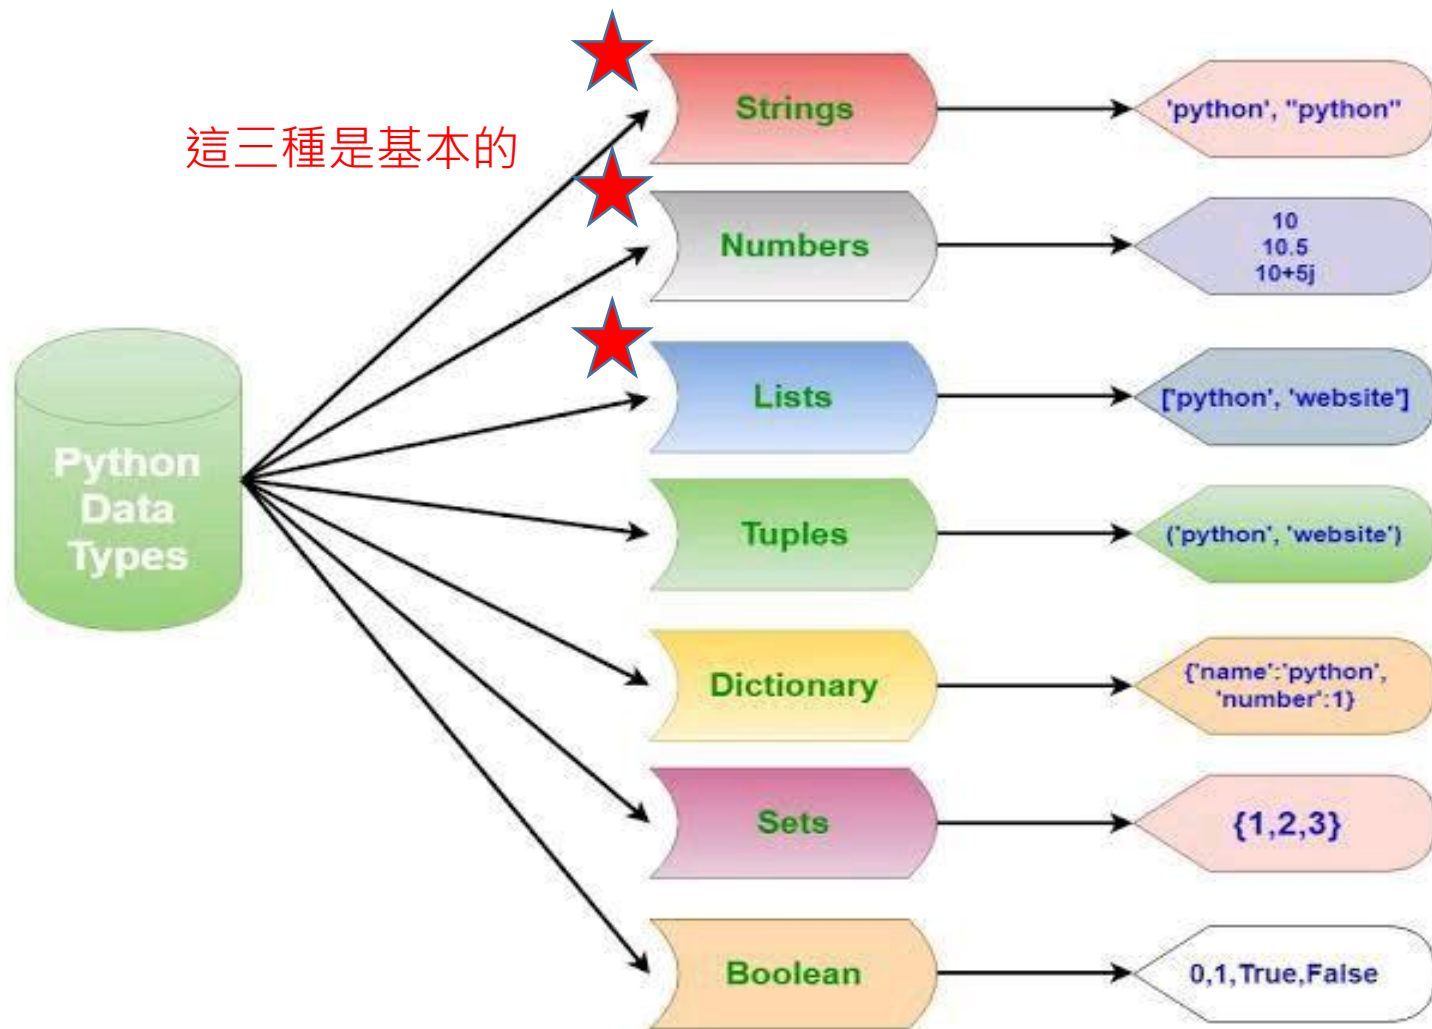 這三種是基本的
Python
Data
Types
Strings
'python', "python"
Numbers
10
10.5
10+5j
Lists
['python', 'website']
Tuples
('python', 'website')
Dictionary
{'name':'python',
'number':1}
Sets
{1,2,3}
Boolean
0,1,True,False